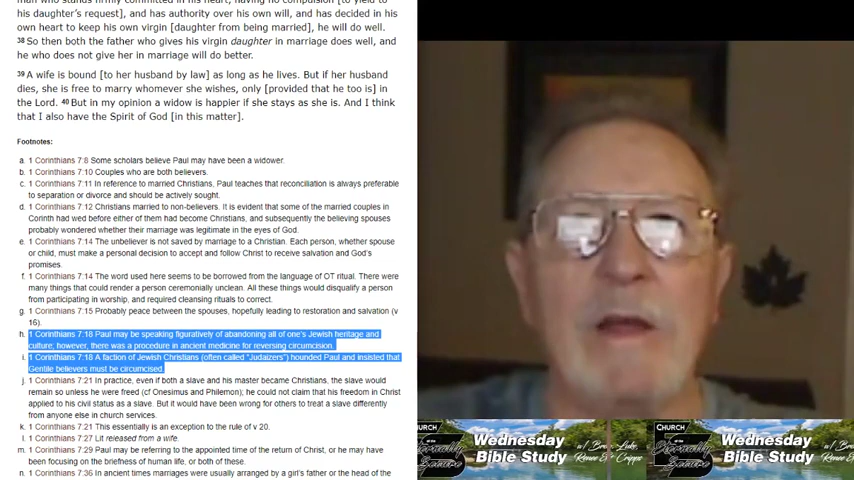 man who stands firmly committed in his heart, having no compulsion [to yield to
his daughter's request], and has authority over his own will, and has decided in his
own heart to keep his own virgin [daughter from being married], he will do well.
38 So then both the father who gives his virgin daughter in marriage does well, and
he who does not give her in marriage will do better.
39 A wife is bound [to her husband by law] as long as he lives. But if her husband
dies, she is free to marry whomever she wishes, only [provided that he too is] in
the Lord. 40 But in my opinion a widow is happier if she stays as she is. And I think
that I also have the Spirit of God [in this matter].
Footnotes:
a. 1 Corinthians 7:8 Some scholars believe Paul may have been a widower.
b. 1 Corinthians 7:10 Couples who are both believers.
c. 1 Corinthians 7:11 In reference to married Christians, Paul teaches that reconciliation is always preferable
to separation or divorce and should be actively sought.
d. 1 Corinthians 7:12 Christians married to non-believers. It is evident that some of the married couples in
Corinth had wed before either of them had become Christians, and subsequently the believing spouses
probably wondered whether their marriage was legitimate in the eyes of God.
e. 1 Corinthians 7:14 The unbeliever is not saved by marriage to a Christian. Each person, whether spouse
or child, must make a personal decision to accept and follow Christ to receive salvation and God's
promises.
f. 1 Corinthians 7:14 The word used here seems to be borrowed from the language of OT ritual. There were
many things that could render a person ceremonially unclean. All these things would disqualify a
person from participating in worship, and required cleansing rituals to correct.
g. 1 Corinthians 7:15 Probably peace between the spouses, hopefully leading to restoration and salvation (v
16).
h. 1 Corinthians 7:18 Paul may be speaking figuratively of abandoning all of one's Jewish heritage and
culture; however, there was a procedure in ancient medicine for reversing circumcision.
i. 1 Corinthians 7:18 A faction of Jewish Christians (often called "Judaizers") hounded Paul and insisted that
Gentile believers must be circumcised.
j. 1 Corinthians 7:21 In practice, even if both a slave and his master became Christians, the slave would
remain so unless he were freed (cf Onesimus and Philemon); he could not claim that his freedom in Christ
applied to his civil status as a slave. But it would have been wrong for others to treat a slave differently
from anyone else in church services.
k. 1 Corinthians 7:21 This essentially is an exception to the rule of v 20.
l. 1 Corinthians 7:27 Lit released from a wife.
m. 1 Corinthians 7:29 Paul may be referring to the appointed time of the return of Christ, or he may have
been focusing on the briefness of human life, or both of these.
n. 1 Corinthians 7:36 In ancient times marriages were usually arranged by a girl's father or the head of the
CHURCH
of the
Eternally
Secure
Wednesday
Bible Study
w/ Bro. Luke,
Renee & Cripps
CHURCH
of the
Eternally
Secure
Wednesday
Bible Study
w/ Br
Rene